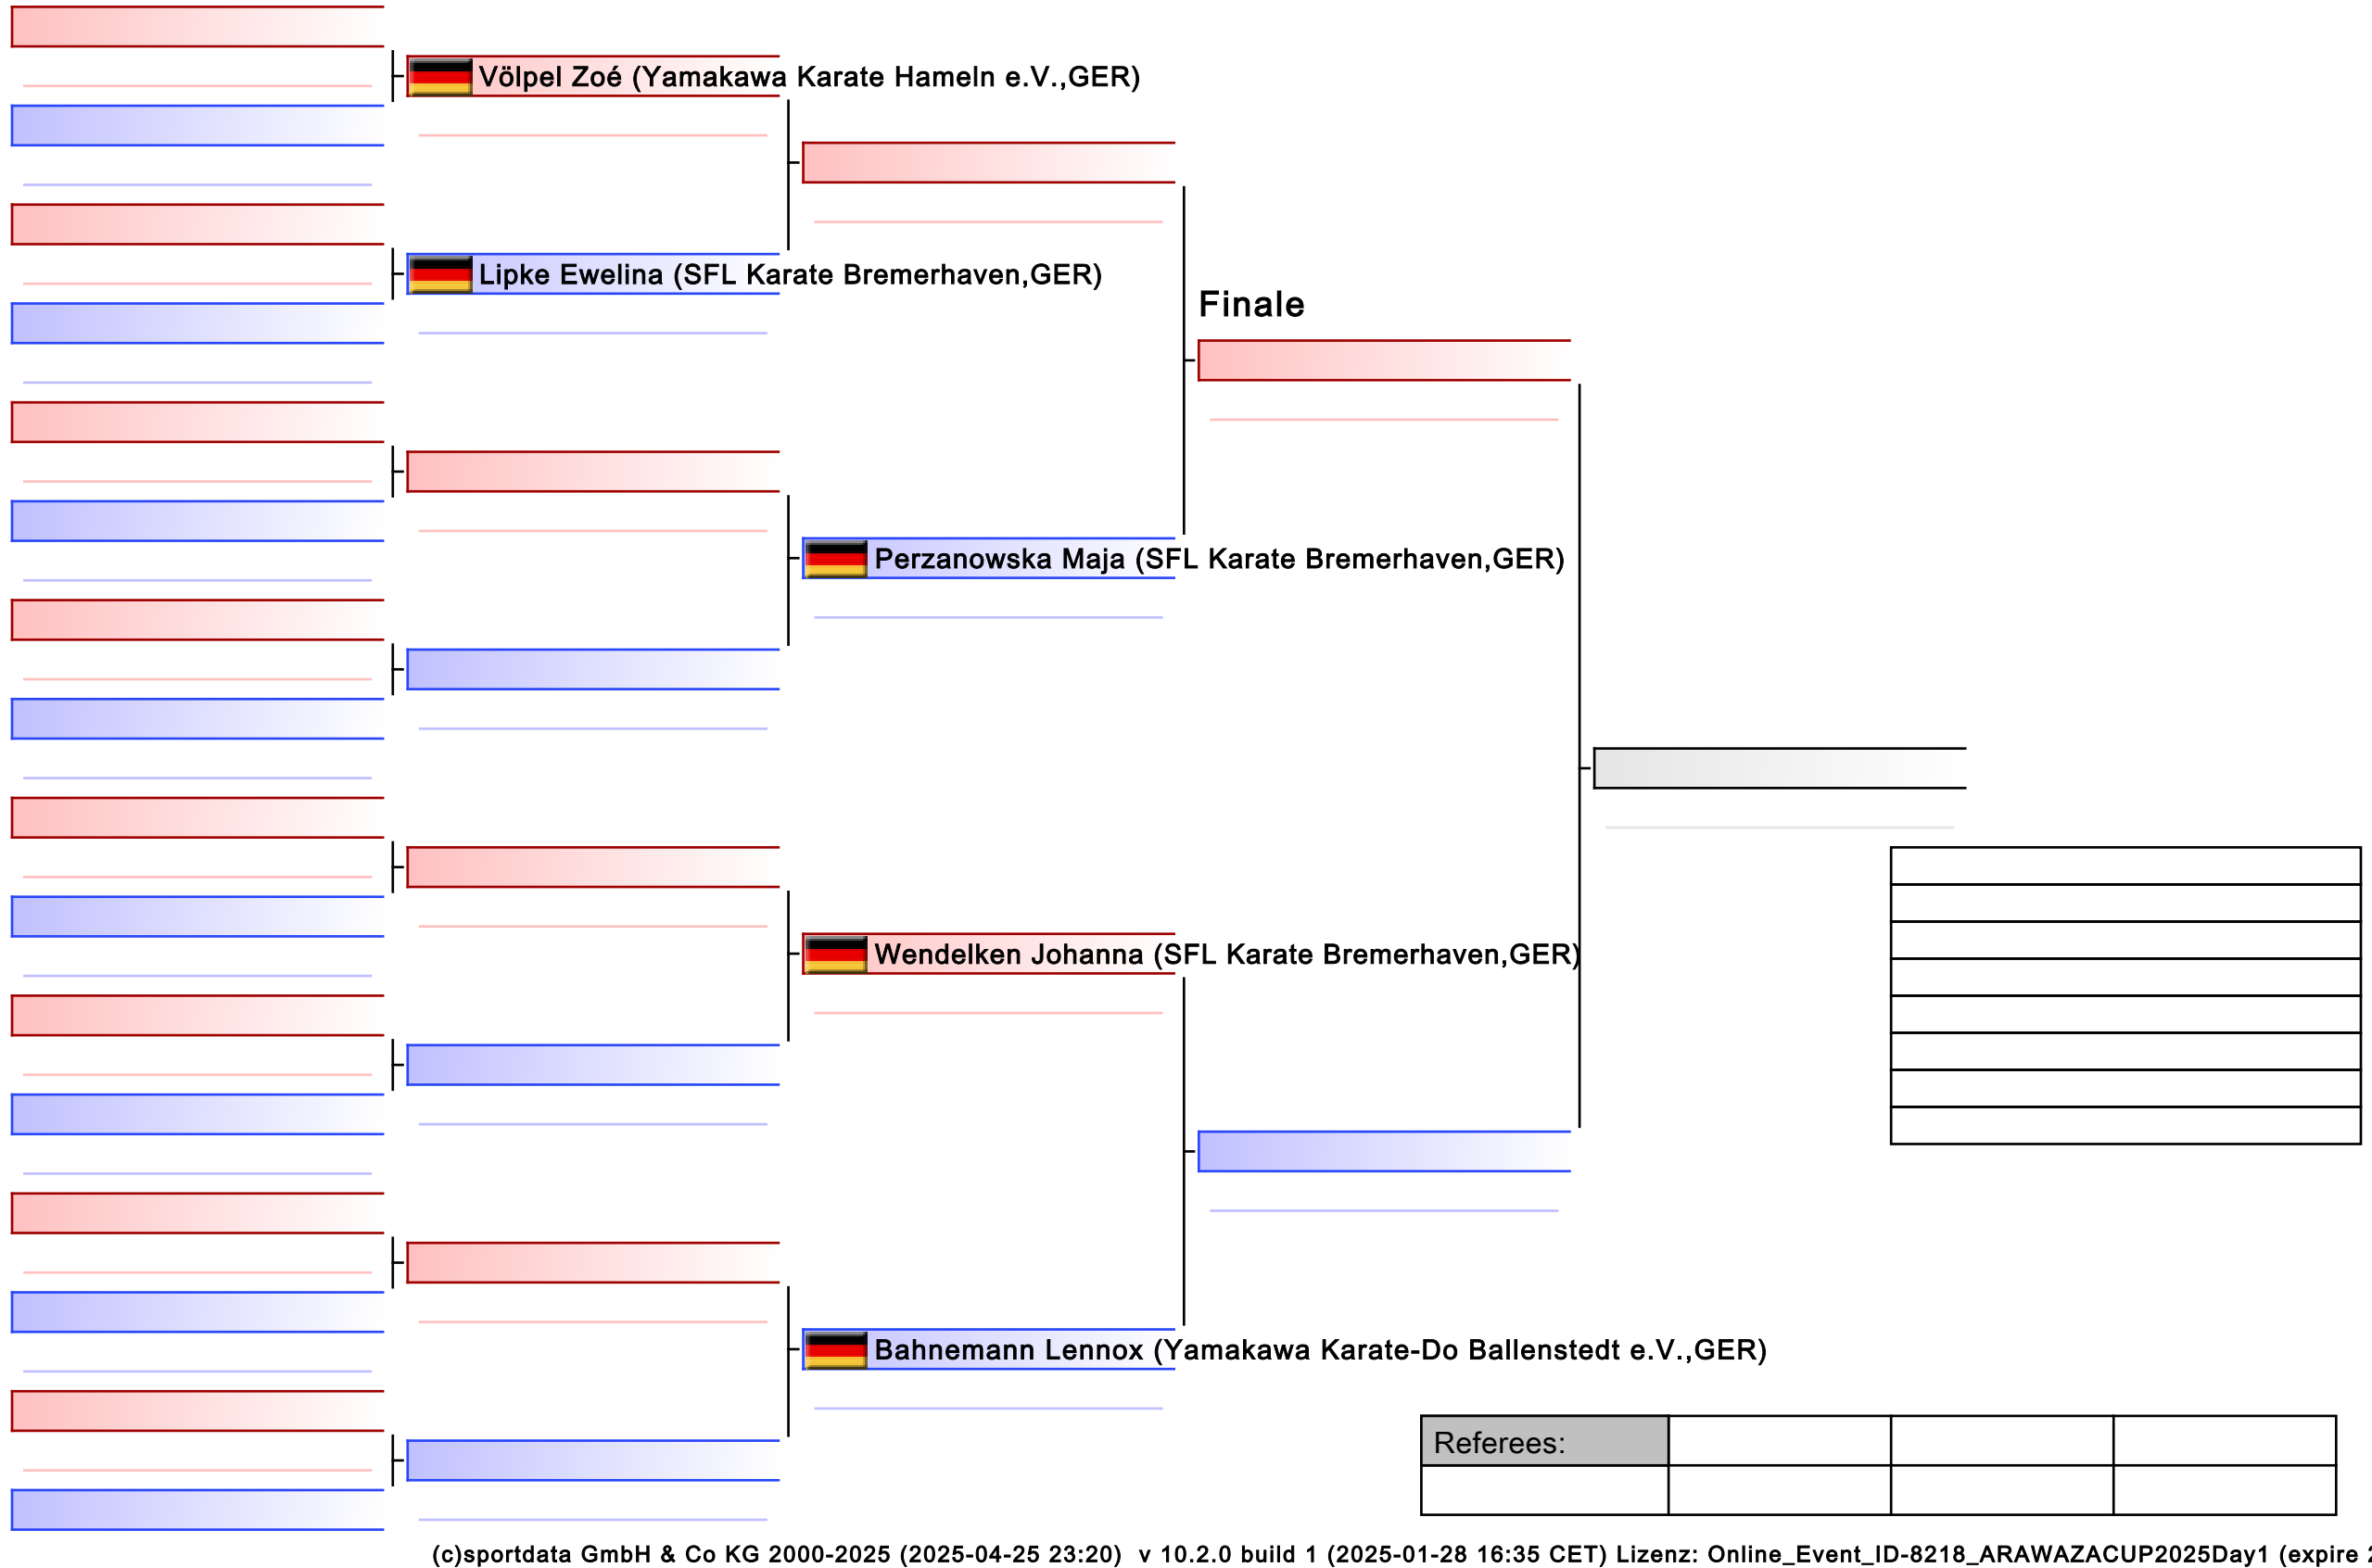 Völpel Zoé (Yamakawa Karate Hameln e.V.,GER)
Lipke Ewelina (SFL Karate Bremerhaven,GER)
Finale
Perzanowska Maja (SFL Karate Bremerhaven,GER)
Wendelken Johanna (SFL Karate Bremerhaven,GER)
Bahnemann Lennox (Yamakawa Karate-Do Ballenstedt e.V.,GER)
Referees:
(c)sportdata GmbH & Co KG 2000-2025 (2025-04-25 23:20) v 10.2.0 build 1 (2025-01-28 16:35 CET) Lizenz: Online_Event_ID-8218_ARAWAZACUP2025Day1 (expire